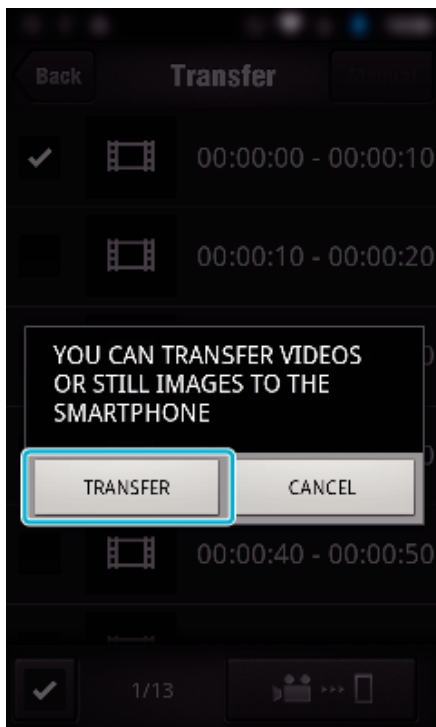 Back
Transfer
Manual
00:00:00 - 00:00:10
00:00:10 - 00:00:20
YOU CAN TRANSFER VIDEOS
OR STILL IMAGES TO THE
SMARTPHONE
TRANSFER
CANCEL
00:00:40 - 00:00:50
1/13